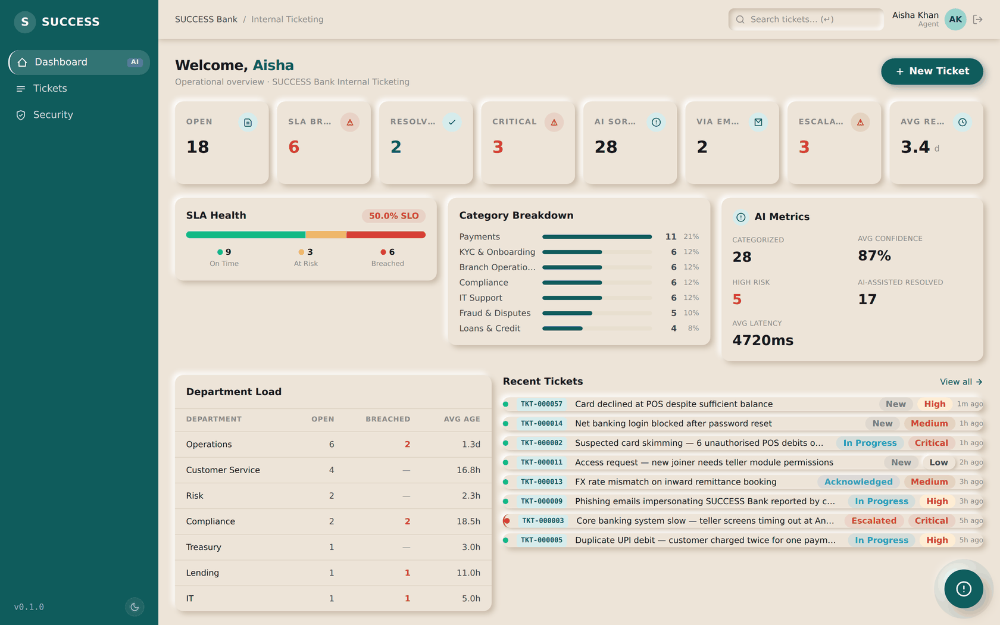 S SUCCESS
Dashboard AI
Tickets
Security
v0.1.0
SUCCESS Bank / Internal Ticketing
Search tickets... (↵)
Aisha Khan
Agent
AK
Welcome, Aisha
Operational overview · SUCCESS Bank Internal Ticketing
+ New Ticket
OPEN
18
SLA BR...
6
RESOLV...
2
CRITICAL
3
AI SOR...
28
VIA EM...
2
ESCALA...
3
AVG RE...
3.4 d
SLA Health
50.0% SLO
9
On Time
3
At Risk
6
Breached
Category Breakdown
Payments 11 21%
KYC & Onboarding 6 12%
Branch Operatio... 6 12%
Compliance 6 12%
IT Support 6 12%
Fraud & Disputes 5 10%
Loans & Credit 4 8%
AI Metrics
CATEGORIZED
28
AVG CONFIDENCE
87%
HIGH RISK
5
AI-ASSISTED RESOLVED
17
AVG LATENCY
4720ms
Department Load
DEPARTMENT OPEN BREACHED AVG AGE
Operations 6 2 1.3d
Customer Service 4 — 16.8h
Risk 2 — 2.3h
Compliance 2 2 18.5h
Treasury 1 — 3.0h
Lending 1 1 11.0h
IT 1 1 5.0h
Recent Tickets
View all →
TKT-000057 Card declined at POS despite sufficient balance New High 1m ago
TKT-000014 Net banking login blocked after password reset New Medium 1h ago
TKT-000002 Suspected card skimming — 6 unauthorised POS debits o... In Progress Critical 1h ago
TKT-000011 Access request — new joiner needs teller module permissions New Low 2h ago
TKT-000013 FX rate mismatch on inward remittance booking Acknowledged Medium 3h ago
TKT-000009 Phishing emails impersonating SUCCESS Bank reported by c... In Progress High 3h ago
TKT-000003 Core banking system slow — teller screens timing out at An... Escalated Critical 5h ago
TKT-000005 Duplicate UPI debit — customer charged twice for one paym... In Progress High 5h ago